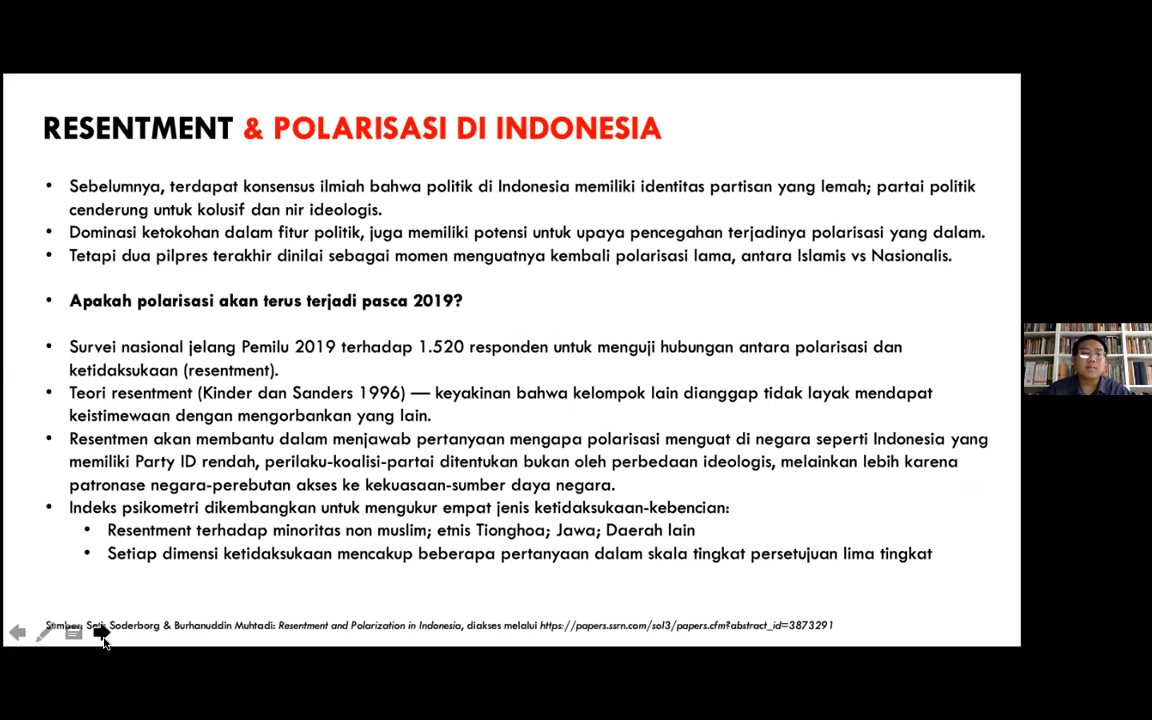 RESENTMENT & POLARISASI DI INDONESIA
• Sebelumnya, terdapat konsensus ilmiah bahwa politik di Indonesia memiliki identitas partisan yang lemah; partai politik
cenderung untuk kolusif dan nir ideologis.
• Dominasi ketokohan dalam fitur politik, juga memiliki potensi untuk upaya pencegahan terjadinya polarisasi yang dalam.
• Tetapi dua pilpres terakhir dinilai sebagai momen menguatnya kembali polarisasi lama, antara Islamis vs Nasionalis.
• Apakah polarisasi akan terus terjadi pasca 2019?
• Survei nasional jelang Pemilu 2019 terhadap 1.520 responden untuk menguji hubungan antara polarisasi dan
ketidaksukaan (resentment).
• Teori resentment (Kinder dan Sanders 1996) — keyakinan bahwa kelompok lain dianggap tidak layak mendapat
keistimewaan dengan mengorbankan yang lain.
• Resentmen akan membantu dalam menjawab pertanyaan mengapa polarisasi menguat di negara seperti Indonesia yang
memiliki Party ID rendah, perilaku-koalisi-partai ditentukan bukan oleh perbedaan ideologis, melainkan lebih karena
patronase negara-perebutan akses ke kekuasaan-sumber daya negara.
• Indeks psikometri dikembangkan untuk mengukur empat jenis ketidaksukaan-kebencian:
• Resentment terhadap minoritas non muslim; etnis Tionghoa; Jawa; Daerah lain
• Setiap dimensi ketidaksukaan mencakup beberapa pertanyaan dalam skala tingkat persetujuan lima tingkat
Sumber: Soderborg & Burhanuddin Muhtadi: Resentment and Polarization in Indonesia, diakses melalui https://papers.ssrn.com/sol3/papers.cfm?abstract_id=3873291